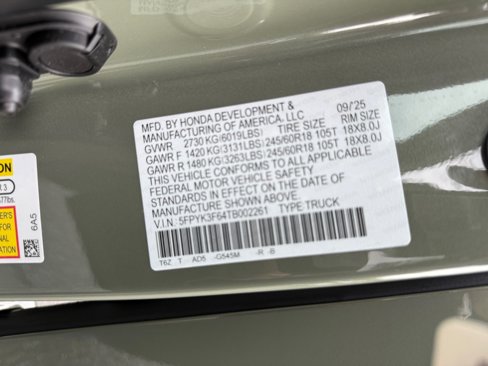 MFD. BY HONDA DEVELOPMENT &
MANUFACTURING OF AMERICA, LLC 09/25
GVWR 2730 KG(6019LBS) TIRE SIZE RIM SIZE
GAWR F 1420 KG(3131LBS) 245/60R18 105T 18X8.0J
GAWR R 1480 KG(3263LBS) 245/60R18 105T 18X8.0J
THIS VEHICLE CONFORMS TO ALL APPLICABLE
FEDERAL MOTOR VEHICLE SAFETY
STANDARDS IN EFFECT ON THE DATE OF
MANUFACTURE SHOWN ABOVE.
V.I.N. 5FPYK3F64TB002261 TYPE TRUCK
T6Z T AD5 -G545M -R -B
ION
R 3
77lbs.
6A5